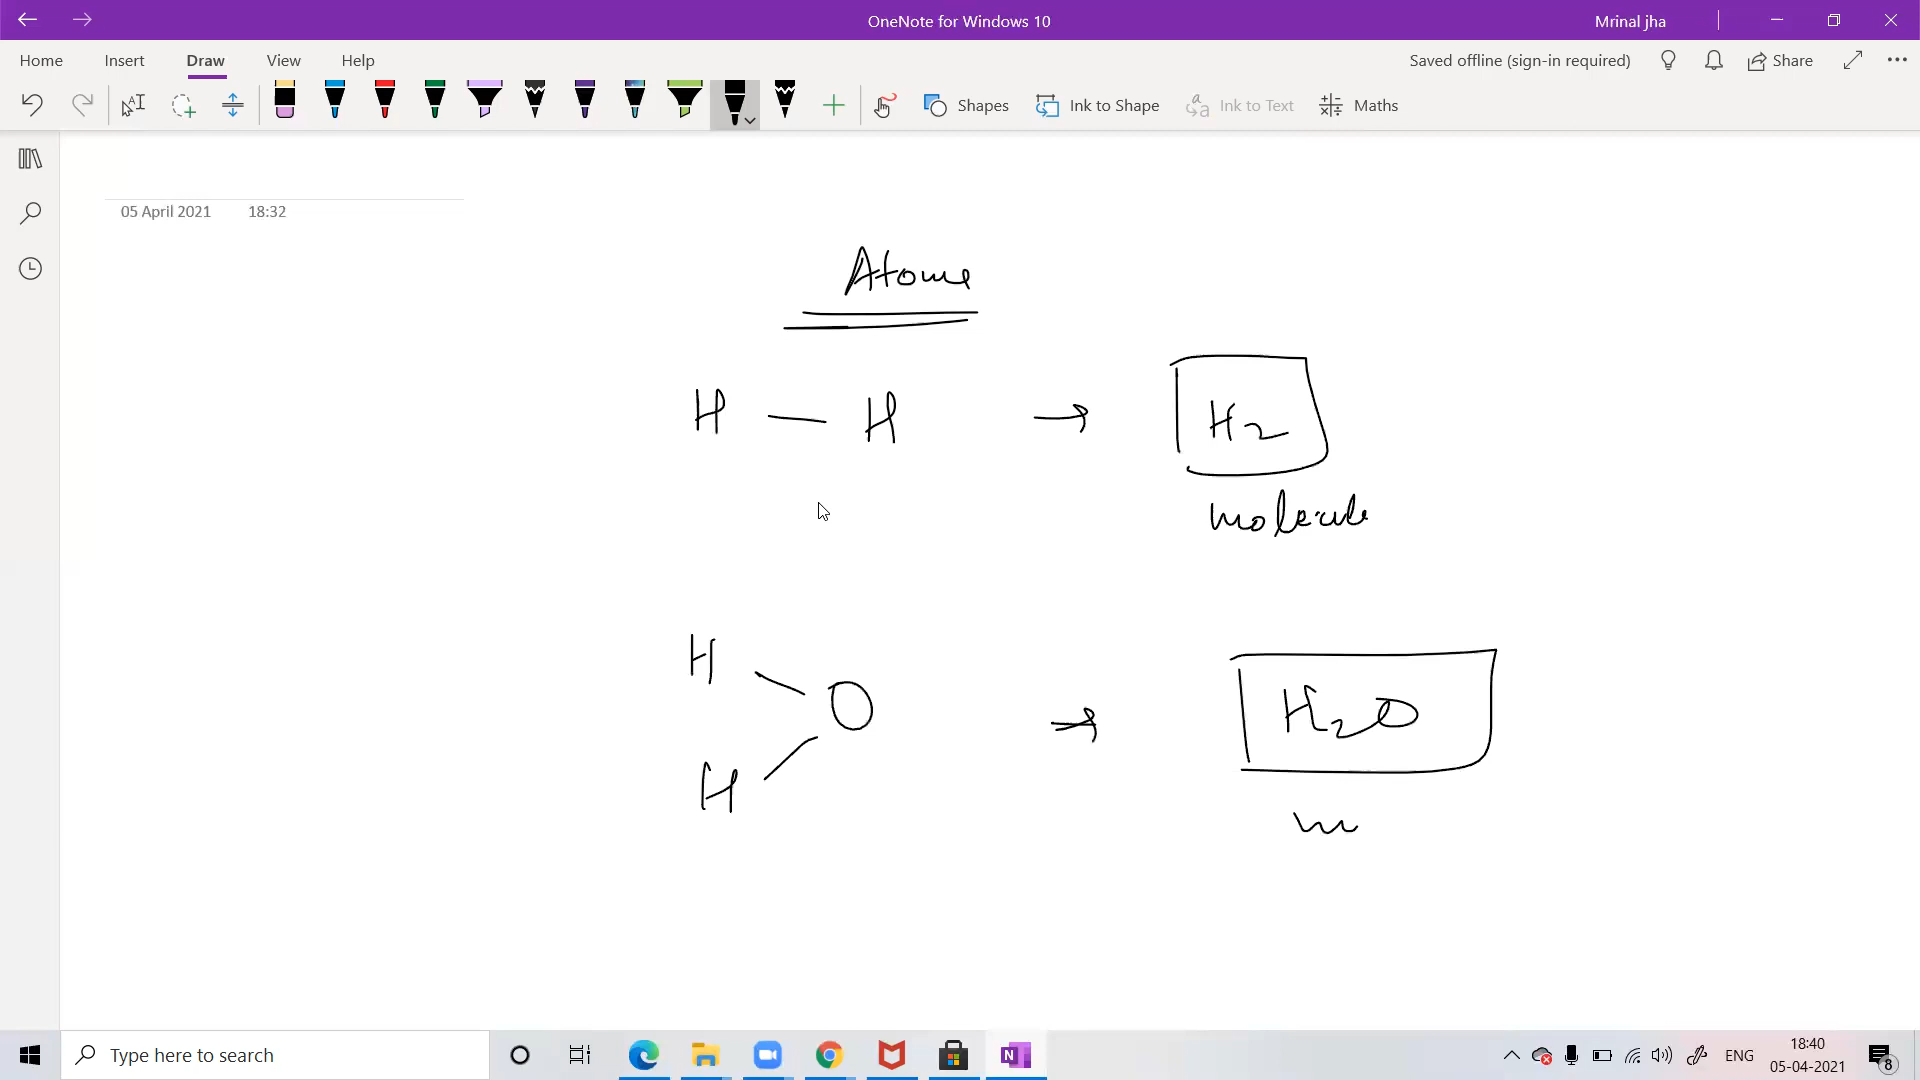 OneNote for Windows 10
Mrinal jha
Home Insert Draw View Help
Saved offline (sign-in required) Share
Shapes Ink to Shape Ink to Text Maths
05 April 2021 18:32
H — H → H2
molecule
H
O → H2O
H
m
Type here to search
ENG
18:40
05-04-2021
8